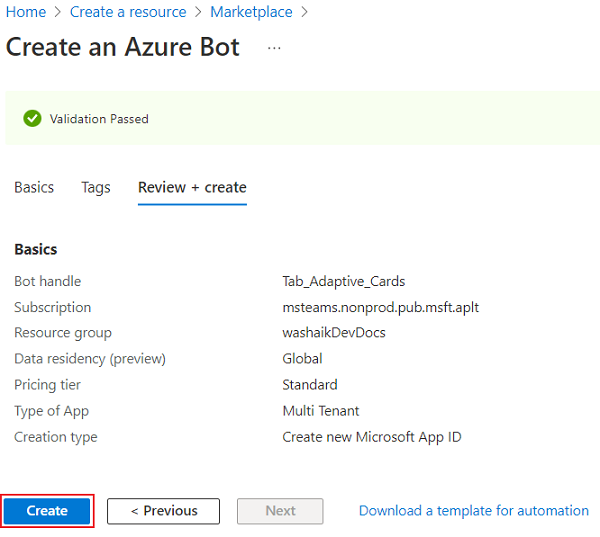 Home > Create a resource > Marketplace >
Create an Azure Bot ...
Validation Passed
Basics Tags Review + create
Basics
Bot handle Tab_Adaptive_Cards
Subscription msteams.nonprod.pub.msft.aplt
Resource group washaikDevDocs
Data residency (preview) Global
Pricing tier Standard
Type of App Multi Tenant
Creation type Create new Microsoft App ID
Create < Previous Next Download a template for automation